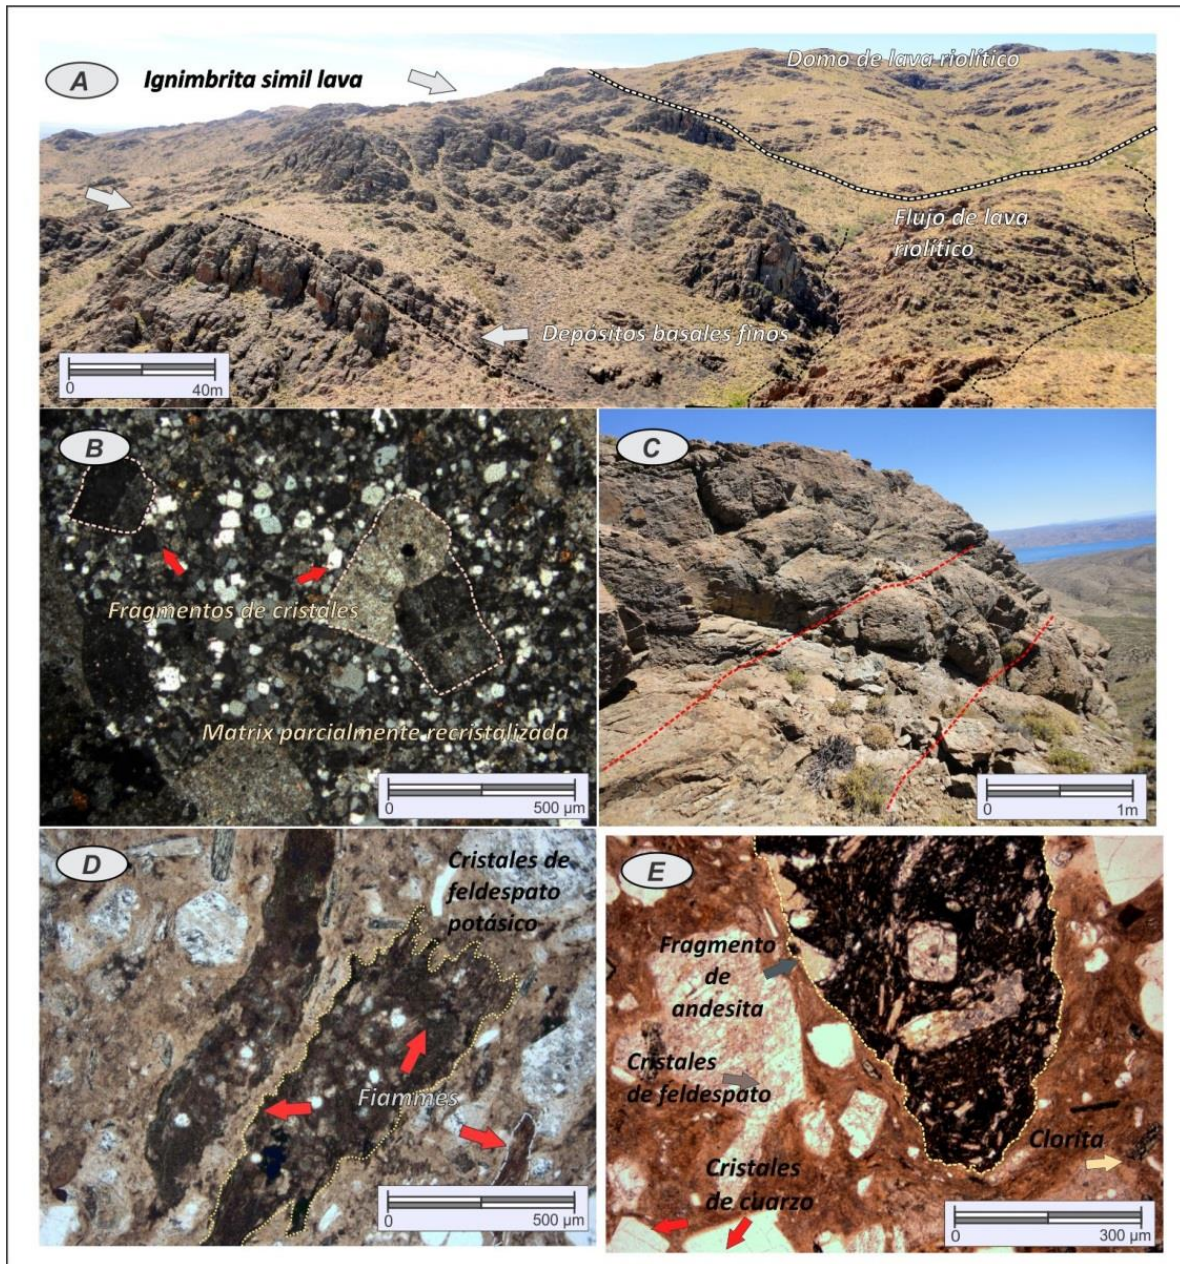 A
Ignimbrita simil lava
Domo de lava riolítico
Flujo de lava
riolítico
Depositos basales finos
0 40m
B
Fragmentos de cristales
Matrix parcialmente recristalizada
0 500 µm
C
0 1m
D
Cristales de
feldespato
potásico
Fiammes
0 500 µm
E
Fragmento
de
andesita
Cristales
de feldespato
Cristales
de cuarzo
Clorita
0 300 µm